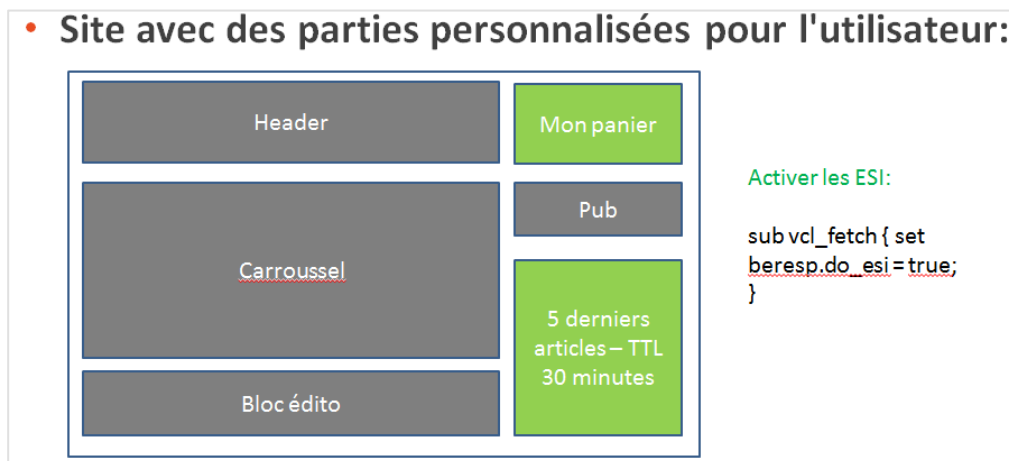 • Site avec des parties personnalisées pour l'utilisateur:
Header
Mon panier
Carroussel
Pub
5 derniers
articles – TTL
30 minutes
Bloc édito
Activer les ESI:
sub vcl_fetch { set
beresp.do_esi = true;
}